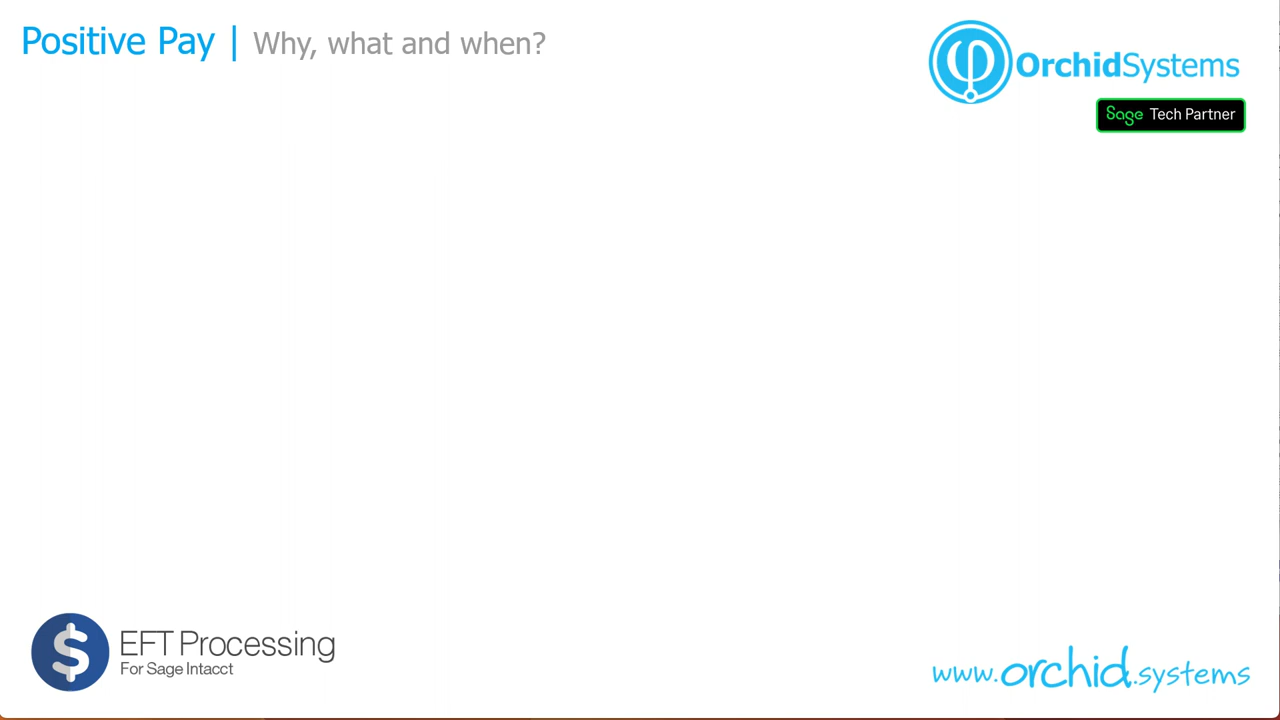 Positive Pay | Why, what and when?
OrchidSystems
Sage Tech Partner
EFT Processing
For Sage Intacct
www.orchid.systems